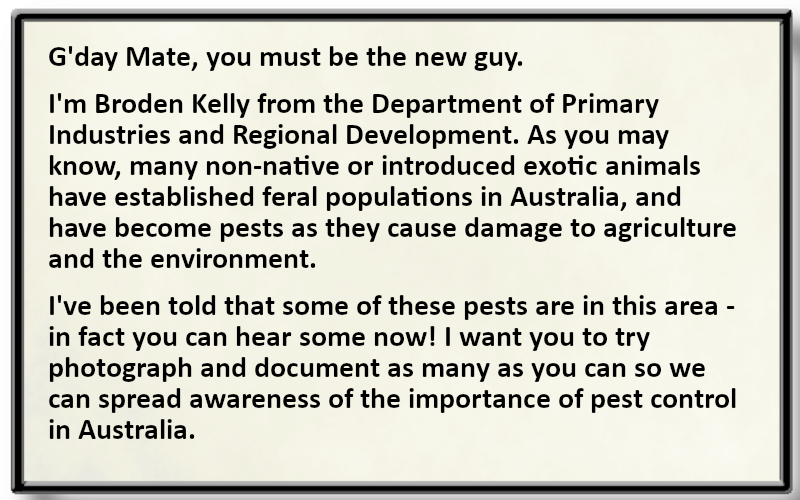 G'day Mate, you must be the new guy.
I'm Broden Kelly from the Department of Primary
Industries and Regional Development. As you may
know, many non-native or introduced exotic animals
have established feral populations in Australia, and
have become pests as they cause damage to agriculture
and the environment.
I've been told that some of these pests are in this area -
in fact you can hear some now! I want you to try
photograph and document as many as you can so we
can spread awareness of the importance of pest control
in Australia.